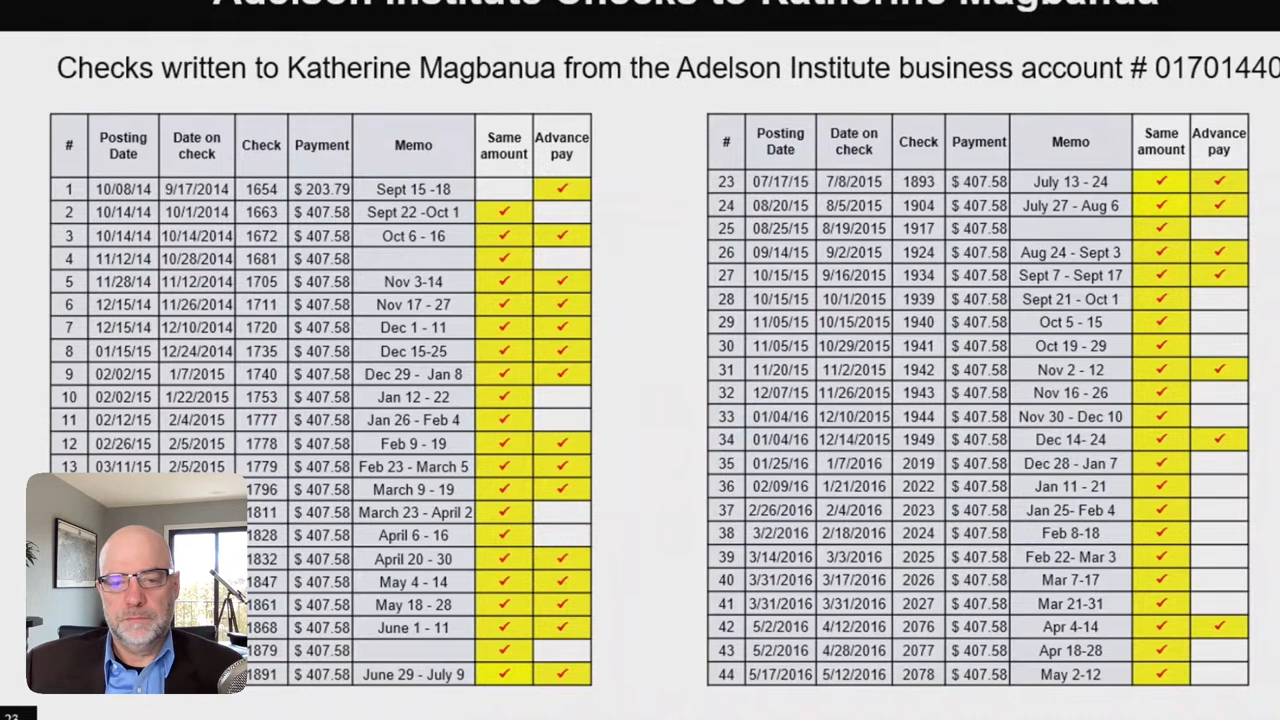 Adelson Institute Checks to Katherine Magbanua
Checks written to Katherine Magbanua from the Adelson Institute business account # 01701440
# Posting Date Date on check Check Payment Memo Same amount Advance pay
1 10/08/14 9/17/2014 1654 $ 203.79 Sept 15 -18 ✓
2 10/14/14 10/1/2014 1663 $ 407.58 Sept 22 -Oct 1 ✓
3 10/14/14 10/14/2014 1672 $ 407.58 Oct 6 - 16 ✓ ✓
4 11/12/14 10/28/2014 1681 $ 407.58 ✓
5 11/28/14 11/12/2014 1705 $ 407.58 Nov 3-14 ✓ ✓
6 12/15/14 11/26/2014 1711 $ 407.58 Nov 17 - 27 ✓ ✓
7 12/15/14 12/10/2014 1720 $ 407.58 Dec 1 - 11 ✓ ✓
8 01/15/15 12/24/2014 1735 $ 407.58 Dec 15-25 ✓ ✓
9 02/02/15 1/7/2015 1740 $ 407.58 Dec 29 - Jan 8 ✓ ✓
10 02/02/15 1/22/2015 1753 $ 407.58 Jan 12 - 22 ✓
11 02/12/15 2/4/2015 1777 $ 407.58 Jan 26 - Feb 4 ✓
12 02/26/15 2/5/2015 1778 $ 407.58 Feb 9 - 19 ✓ ✓
13 03/11/15 2/5/2015 1779 $ 407.58 Feb 23 - March 5 ✓ ✓
1796 $ 407.58 March 9 - 19 ✓ ✓
1811 $ 407.58 March 23 - April 2 ✓
1828 $ 407.58 April 6 - 16 ✓
1832 $ 407.58 April 20 - 30 ✓ ✓
1847 $ 407.58 May 4 - 14 ✓ ✓
1861 $ 407.58 May 18 - 28 ✓ ✓
1868 $ 407.58 June 1 - 11 ✓ ✓
1879 $ 407.58 ✓
1891 $ 407.58 June 29 - July 9 ✓ ✓
# Posting Date Date on check Check Payment Memo Same amount Advance pay
23 07/17/15 7/8/2015 1893 $ 407.58 July 13 - 24 ✓ ✓
24 08/20/15 8/5/2015 1904 $ 407.58 July 27 - Aug 6 ✓ ✓
25 08/25/15 8/19/2015 1917 $ 407.58 ✓
26 09/14/15 9/2/2015 1924 $ 407.58 Aug 24 - Sept 3 ✓ ✓
27 10/15/15 9/16/2015 1934 $ 407.58 Sept 7 - Sept 17 ✓ ✓
28 10/15/15 10/1/2015 1939 $ 407.58 Sept 21 - Oct 1 ✓
29 11/05/15 10/15/2015 1940 $ 407.58 Oct 5 - 15 ✓
30 11/05/15 10/29/2015 1941 $ 407.58 Oct 19 - 29 ✓
31 11/20/15 11/2/2015 1942 $ 407.58 Nov 2 - 12 ✓ ✓
32 12/07/15 11/26/2015 1943 $ 407.58 Nov 16 - 26 ✓
33 01/04/16 12/10/2015 1944 $ 407.58 Nov 30 - Dec 10 ✓
34 01/04/16 12/14/2015 1949 $ 407.58 Dec 14- 24 ✓ ✓
35 01/25/16 1/7/2016 2019 $ 407.58 Dec 28 - Jan 7 ✓
36 02/09/16 1/21/2016 2022 $ 407.58 Jan 11 - 21 ✓
37 2/26/2016 2/4/2016 2023 $ 407.58 Jan 25- Feb 4 ✓
38 3/2/2016 2/18/2016 2024 $ 407.58 Feb 8-18 ✓
39 3/14/2016 3/3/2016 2025 $ 407.58 Feb 22- Mar 3 ✓
40 3/31/2016 3/17/2016 2026 $ 407.58 Mar 7-17 ✓
41 3/31/2016 3/31/2016 2027 $ 407.58 Mar 21-31 ✓
42 5/2/2016 4/12/2016 2076 $ 407.58 Apr 4-14 ✓ ✓
43 5/2/2016 4/28/2016 2077 $ 407.58 Apr 18-28 ✓
44 5/17/2016 5/12/2016 2078 $ 407.58 May 2-12 ✓
23